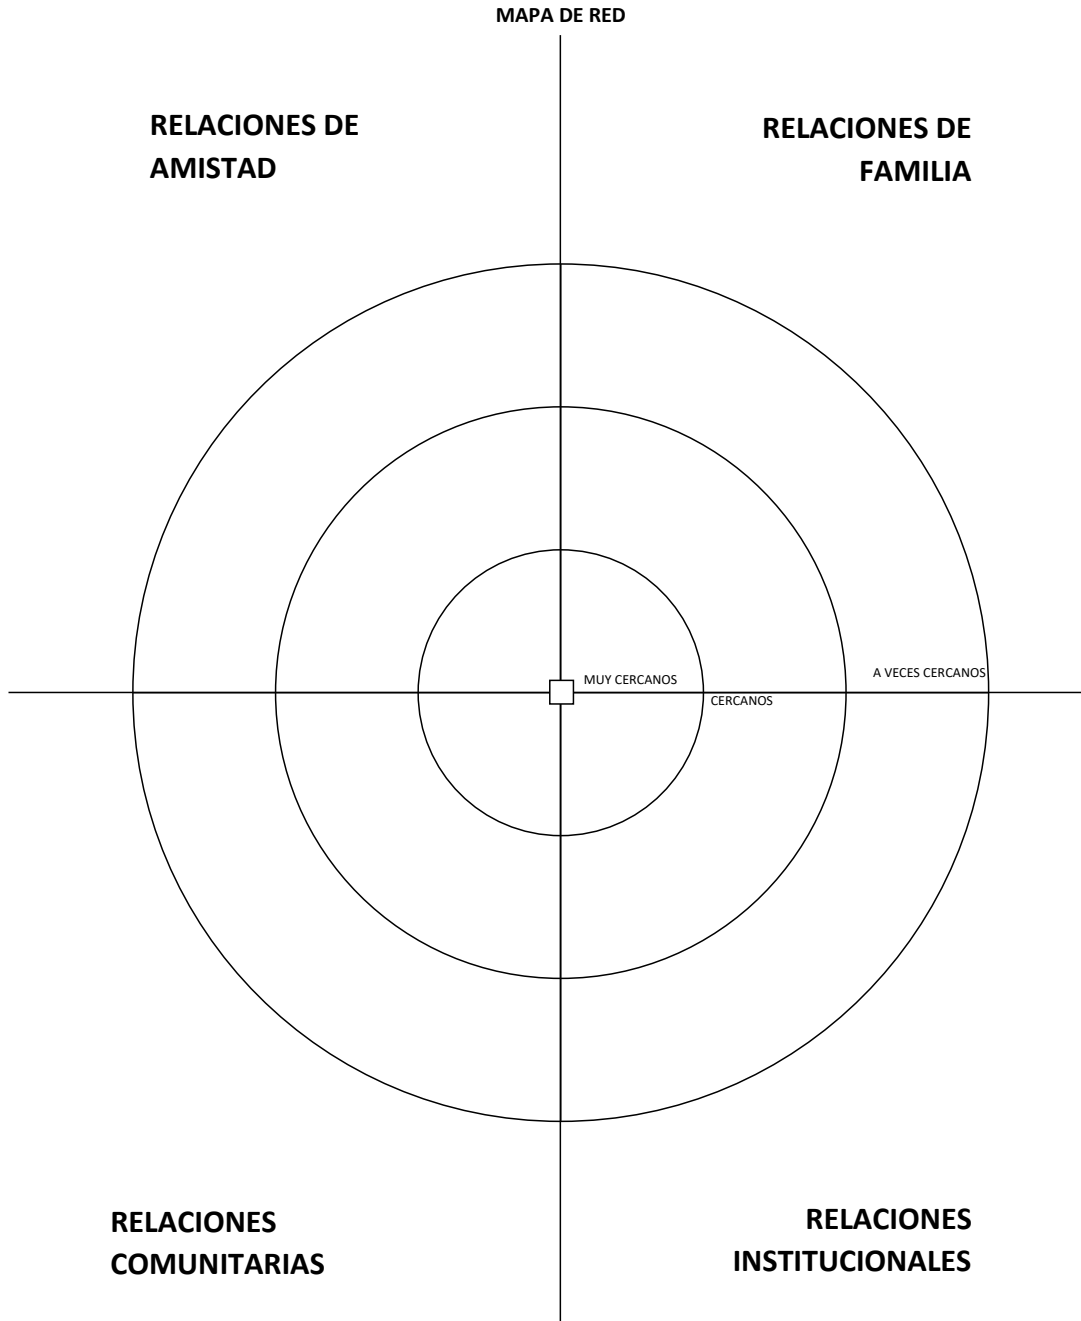 MAPA DE RED
RELACIONES DE
AMISTAD
RELACIONES DE
FAMILIA
MUY CERCANOS
A VECES CERCANOS
CERCANOS
RELACIONES
COMUNITARIAS
RELACIONES
INSTITUCIONALES